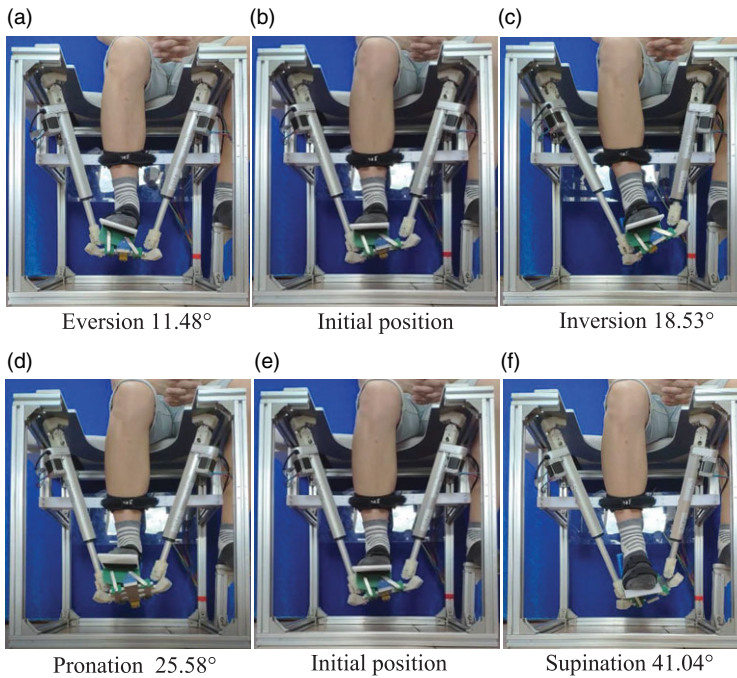 (a)
(b)
(c)
Eversion 11.48°
Initial position
Inversion 18.53°
(d)
(e)
(f)
Pronation 25.58°
Initial position
Supination 41.04°